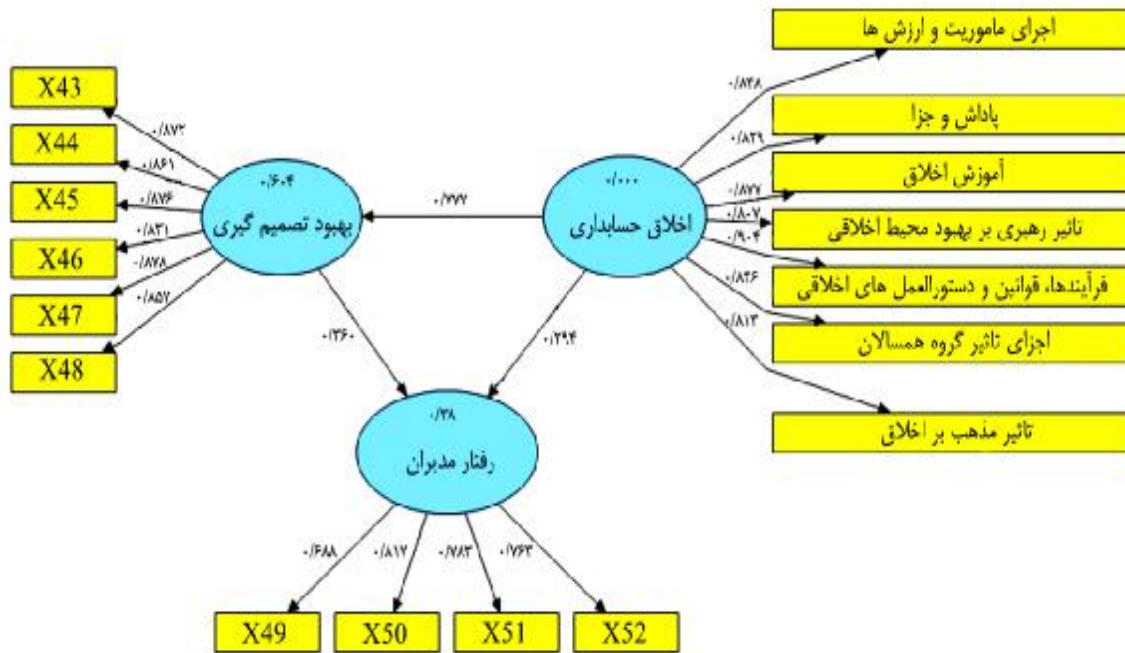 اجرای ماموریت و ارزش ها
پاداش و جزا
آموزش اخلاق
تاثیر رهبری بر بهبود محیط اخلاقی
فرآیندها، قوانین و دستورالعمل های اخلاقی
اجزای تاثیر گروه همسالان
تاثیر مذهب بر اخلاق
۰/۸۴۸
۰/۸۲۹
۰/۸۷۷
۰/۸۰۷
۰/۹۰۴
۰/۸۴۶
۰/۸۱۳
۰/۰۰۰
اخلاق حسابداری
۰/۷۷۷
۰/۶۰۴
بهبود تصمیم گیری
X43
X44
X45
X46
X47
X48
۰/۸۷۲
۰/۸۶۱
۰/۸۷۶
۰/۸۳۱
۰/۸۷۸
۰/۸۵۷
۰/۳۶۰
۰/۲۹۴
۰/۳۸
رفتار مدیران
۰/۶۸۸
۰/۸۱۷
۰/۷۸۳
۰/۷۶۳
X49
X50
X51
X52